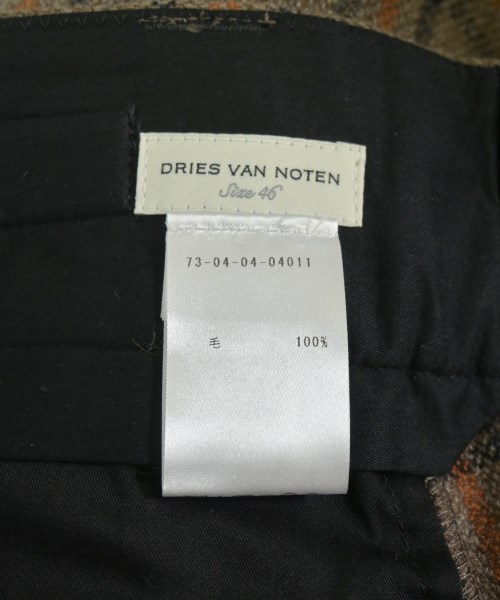 DRIES VAN NOTEN
Size 46
73-04-04-04011
毛 100%